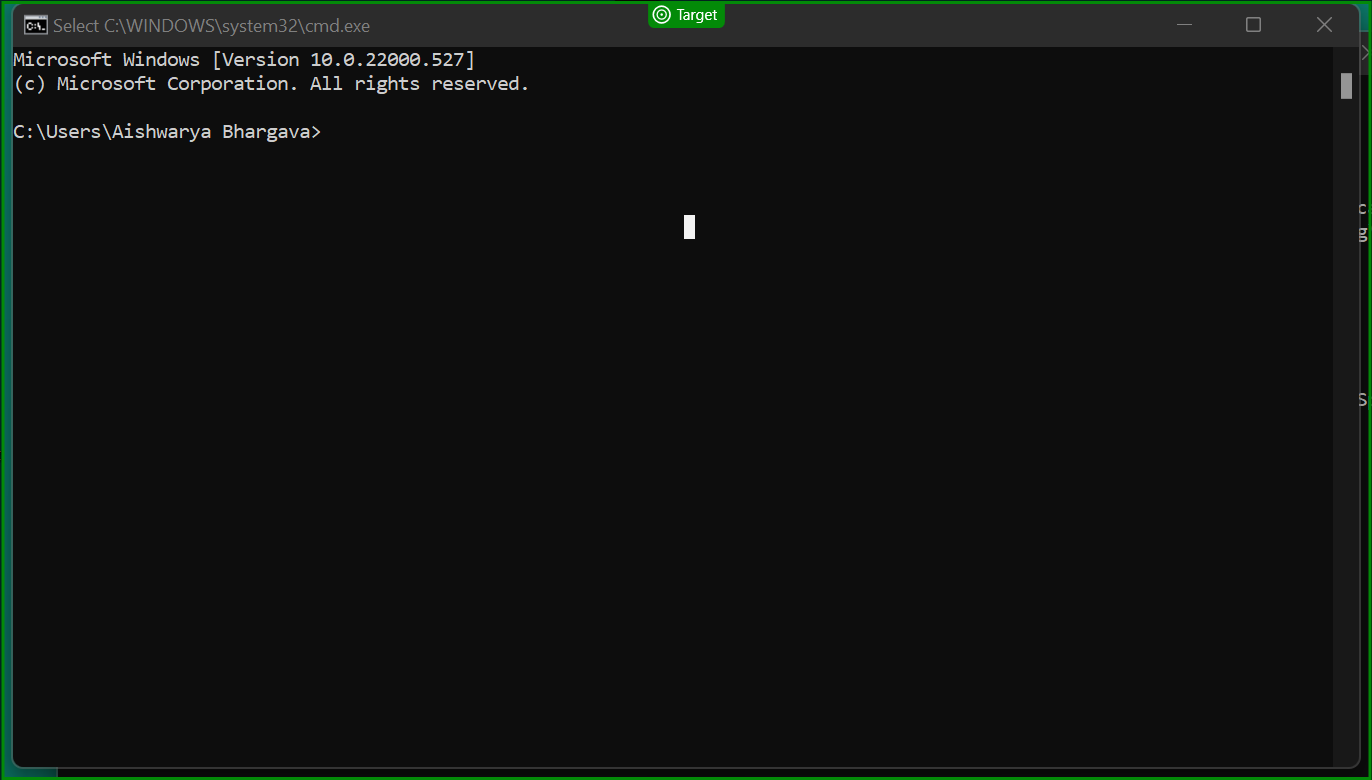 Target
Select C:\WINDOWS\system32\cmd.exe
Microsoft Windows [Version 10.0.22000.527]
(c) Microsoft Corporation. All rights reserved.
C:\Users\Aishwarya Bhargava>
c
g
S